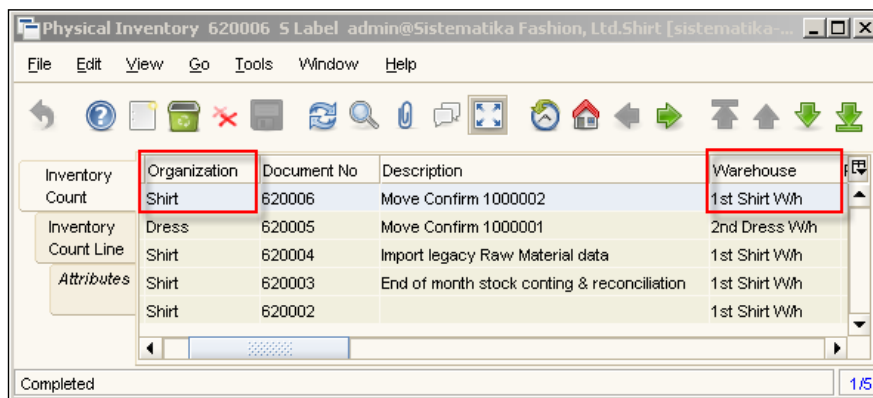 Physical Inventory 620006 S Label admin@Sistematika Fashion, Ltd.Shirt [sistematika-...
File Edit View Go Tools Window Help
Inventory Count
Inventory Count Line
Attributes
Organization Document No Description Warehouse
Shirt 620006 Move Confirm 1000002 1st Shirt W/h
Dress 620005 Move Confirm 1000001 2nd Dress W/h
Shirt 620004 Import legacy Raw Material data 1st Shirt W/h
Shirt 620003 End of month stock conting & reconciliation 1st Shirt W/h
Shirt 620002 1st Shirt W/h
Completed 1/5